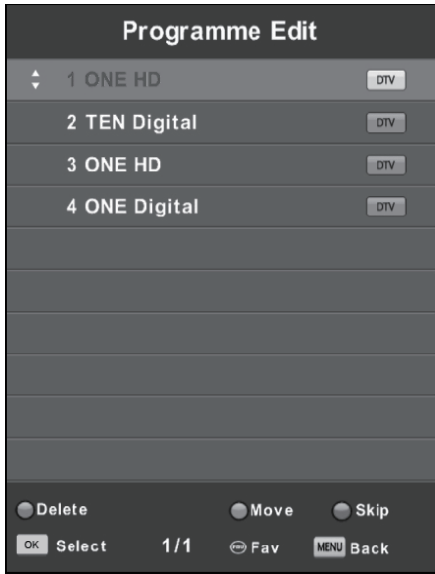 Programme Edit
1 ONE HD DTV
2 TEN Digital DTV
3 ONE HD DTV
4 ONE Digital DTV
Delete Move Skip
OK Select 1/1 Fav MENU Back